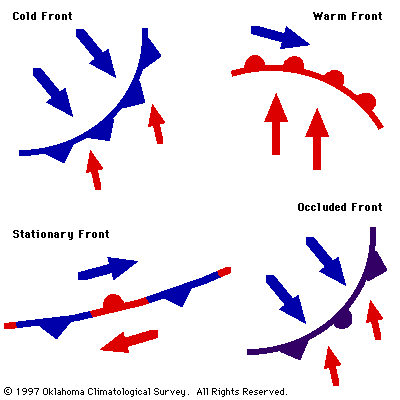 Cold Front
Warm Front
Stationary Front
Occluded Front
© 1997 Oklahoma Climatological Survey.  All Rights Reserved.